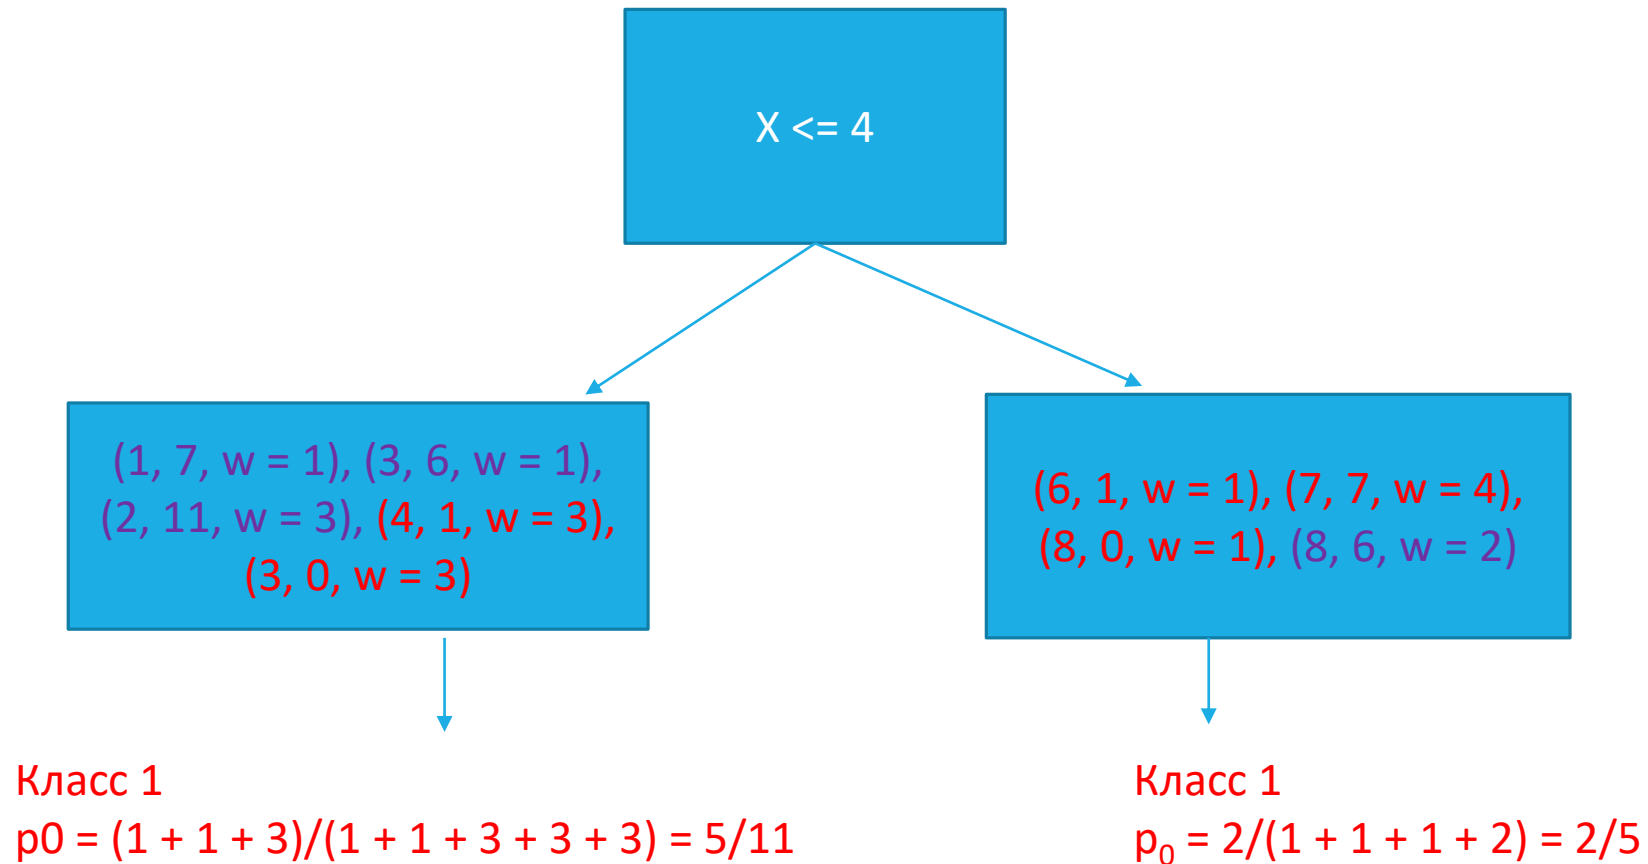 X <= 4
(1, 7, w = 1), (3, 6, w = 1),
(2, 11, w = 3), (4, 1, w = 3),
(3, 0, w = 3)
(6, 1, w = 1), (7, 7, w = 4),
(8, 0, w = 1), (8, 6, w = 2)
Класс 1
p0 = (1 + 1 + 3)/(1 + 1 + 3 + 3 + 3) = 5/11
Класс 1
p₀ = 2/(1 + 1 + 1 + 2) = 2/5